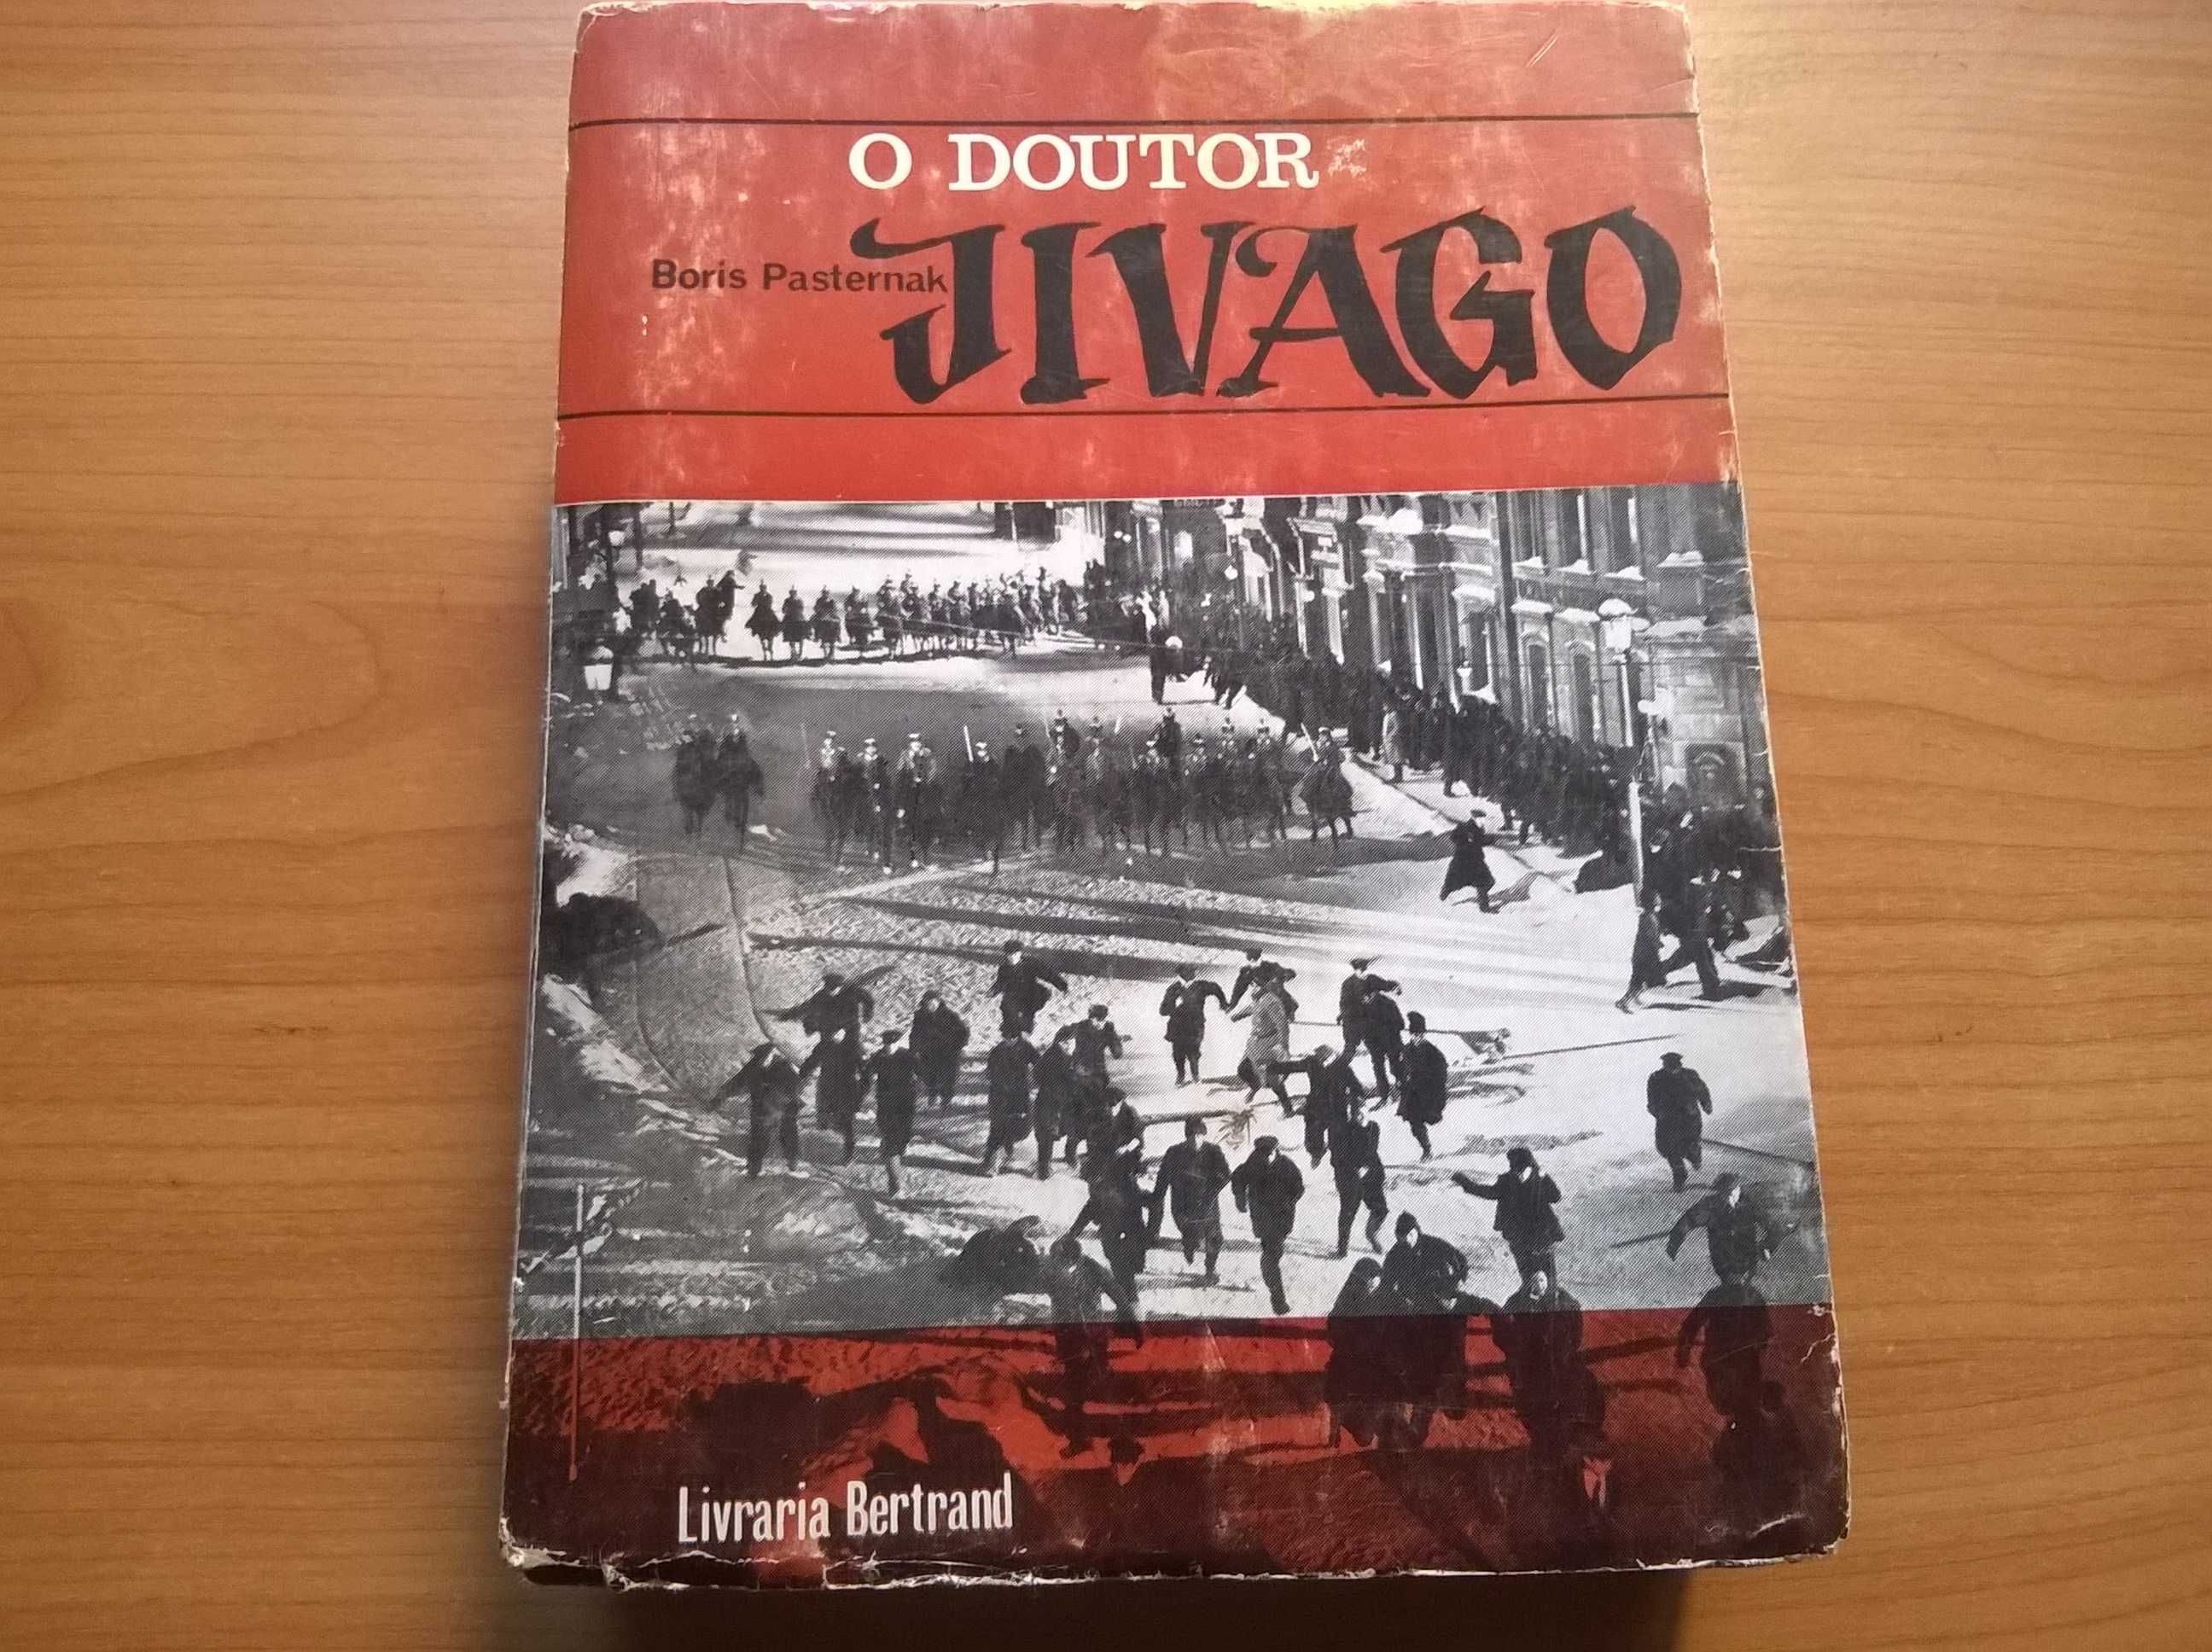 O DOUTOR
JIVAGO
Boris Pasternak
Livraria Bertrand